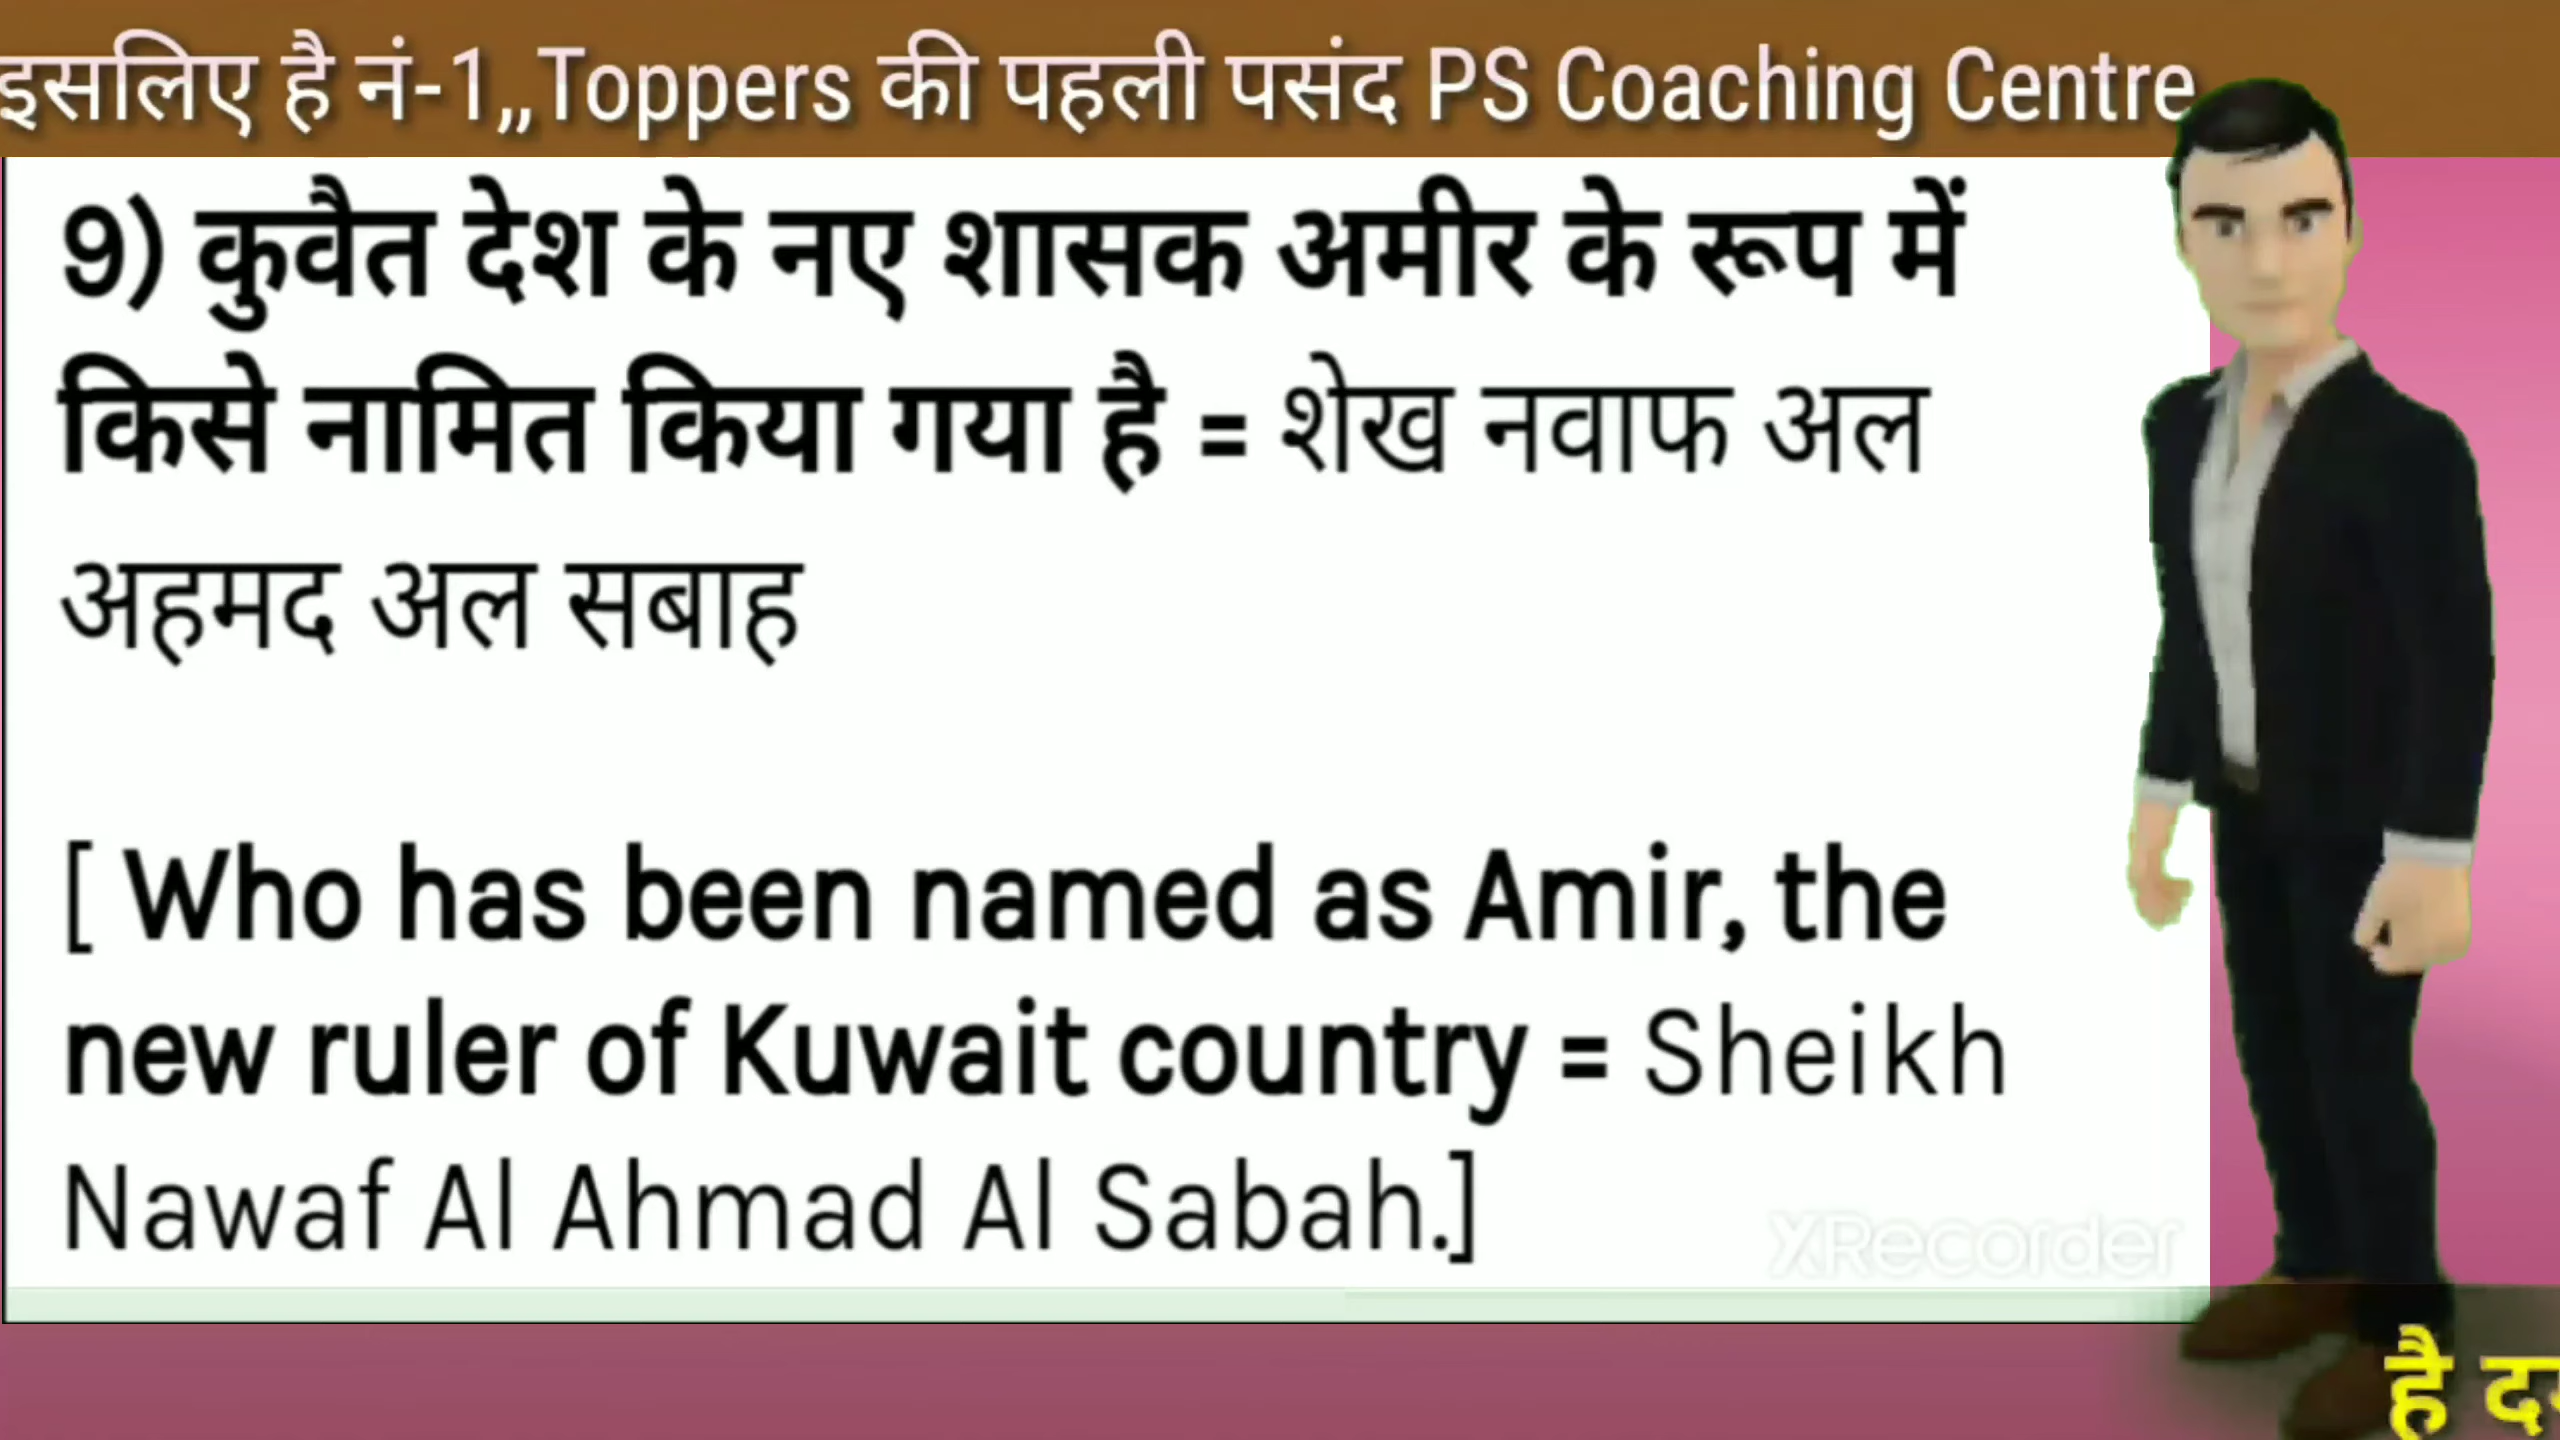 इसलिए है नं-1,,Toppers की पहली पसंद PS Coaching Centre
9) कुवैत देश के नए शासक अमीर के रूप में
किसे नामित किया गया है = शेख नवाफ अल
अहमद अल सबाह
[ Who has been named as Amir, the
new ruler of Kuwait country = Sheikh
Nawaf Al Ahmad Al Sabah.]
XRecorder
है